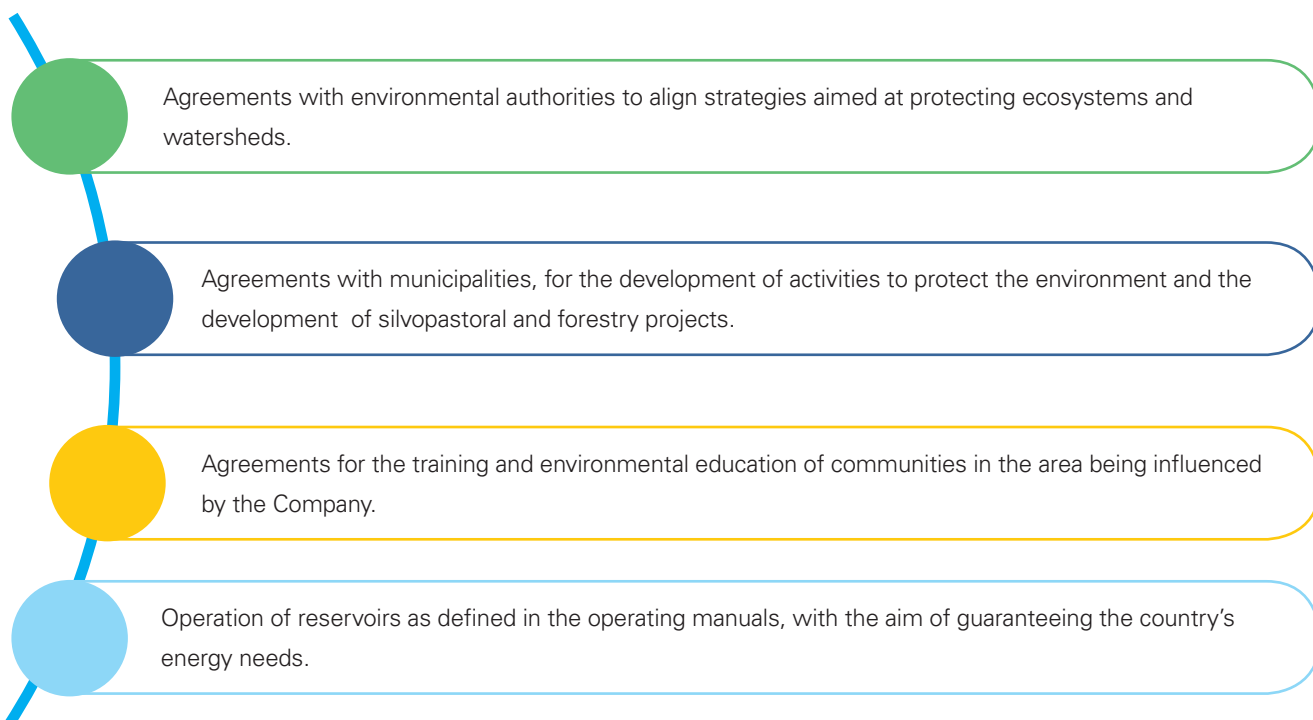 Agreements with environmental authorities to align strategies aimed at protecting ecosystems and
watersheds.
Agreements with municipalities, for the development of activities to protect the environment and the
development  of silvopastoral and forestry projects.
Agreements for the training and environmental education of communities in the area being influenced
by the Company.
Operation of reservoirs as defined in the operating manuals, with the aim of guaranteeing the country’s
energy needs.